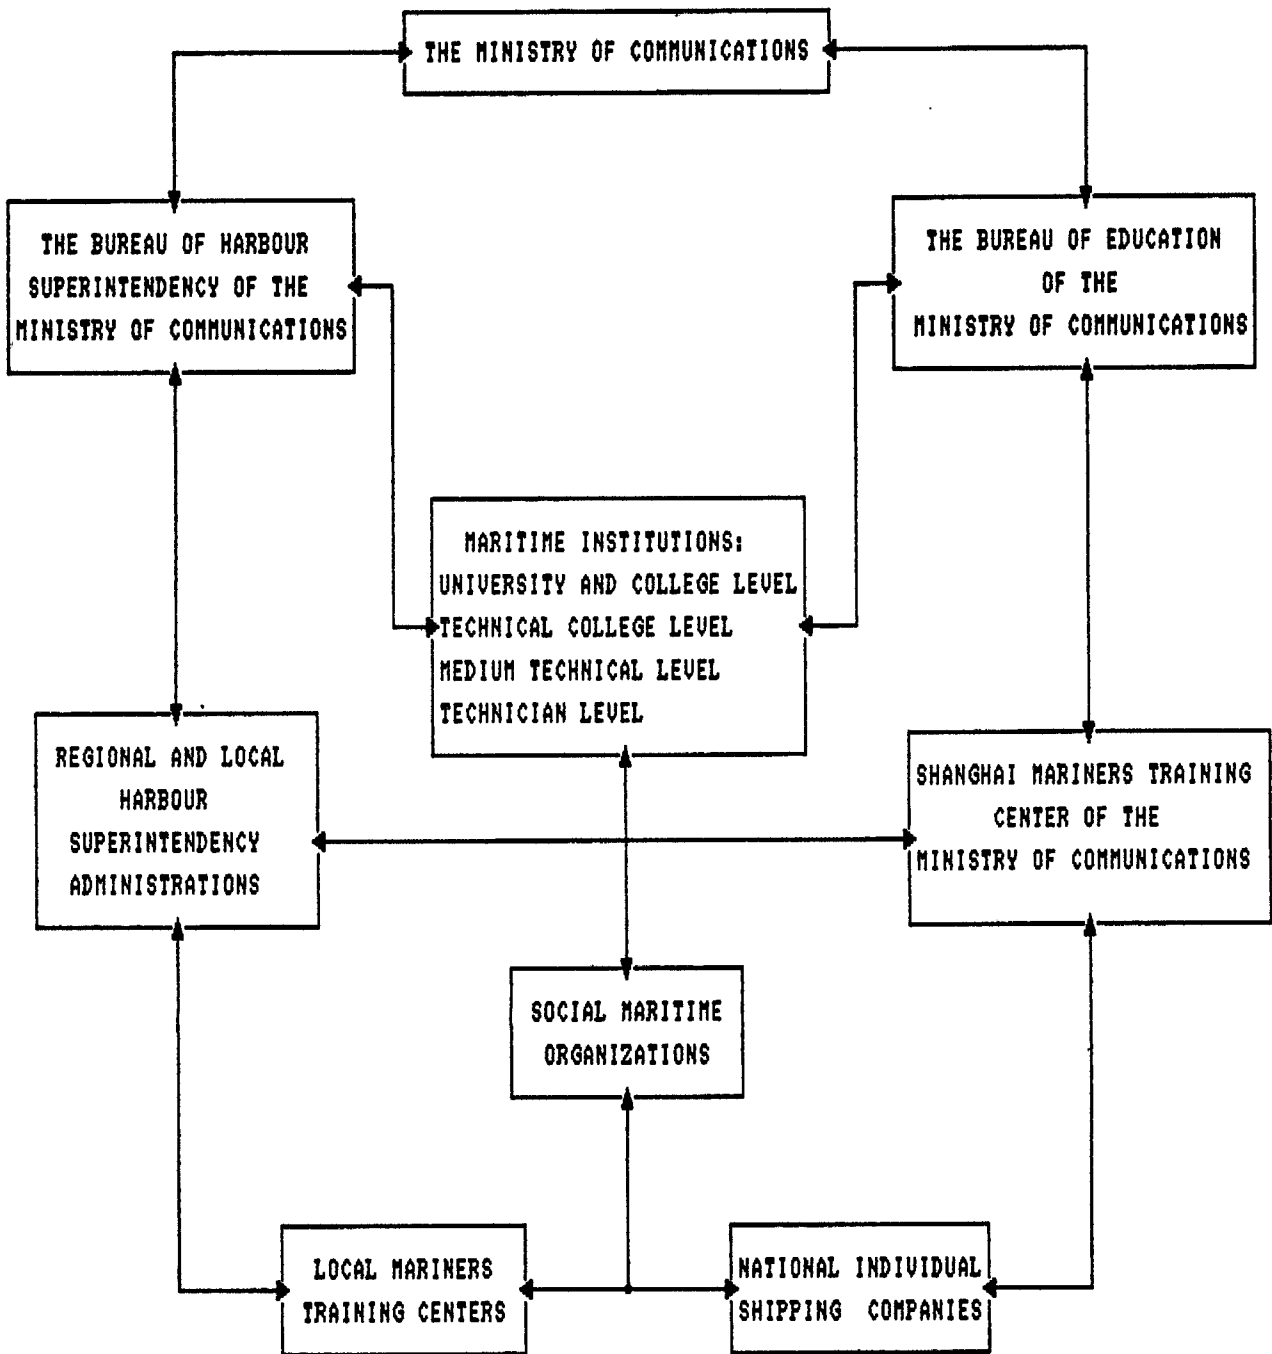 THE MINISTRY OF COMMUNICATIONS
THE BUREAU OF HARBOUR
SUPERINTENDENCY OF THE
MINISTRY OF COMMUNICATIONS
THE BUREAU OF EDUCATION
OF THE
MINISTRY OF COMMUNICATIONS
MARITIME INSTITUTIONS:
UNIVERSITY AND COLLEGE LEVEL
TECHNICAL COLLEGE LEVEL
MEDIUM TECHNICAL LEVEL
TECHNICIAN LEVEL
REGIONAL AND LOCAL
HARBOUR
SUPERINTENDENCY
ADMINISTRATIONS
SHANGHAI MARINERS TRAINING
CENTER OF THE
MINISTRY OF COMMUNICATIONS
SOCIAL MARITIME
ORGANIZATIONS
LOCAL MARINERS
TRAINING CENTERS
NATIONAL INDIVIDUAL
SHIPPING COMPANIES